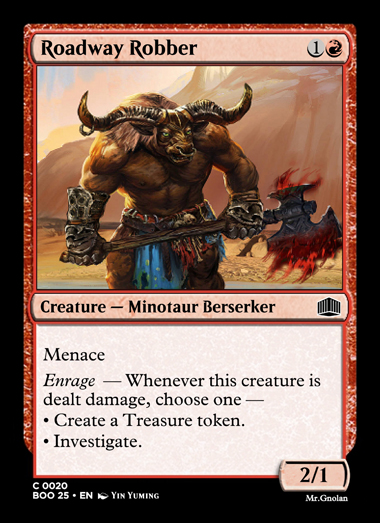 Roadway Robber 1
Creature — Minotaur Berserker
Menace
Enrage — Whenever this creature is
dealt damage, choose one —
• Create a Treasure token.
• Investigate.
2/1
C 0020
BOO 25 • EN Yin Yuming
Mr.Gnolan